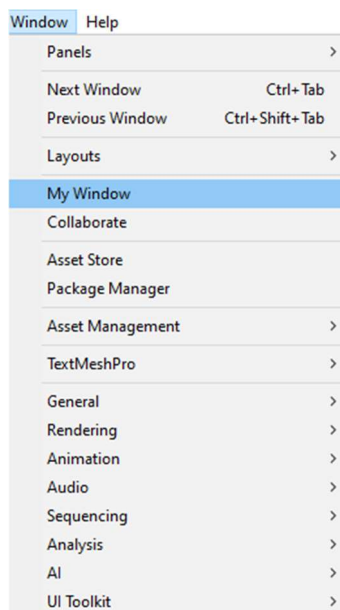 Window Help
Panels
Next Window Ctrl+Tab
Previous Window Ctrl+Shift+Tab
Layouts
My Window
Collaborate
Asset Store
Package Manager
Asset Management
TextMeshPro
General
Rendering
Animation
Audio
Sequencing
Analysis
AI
UI Toolkit